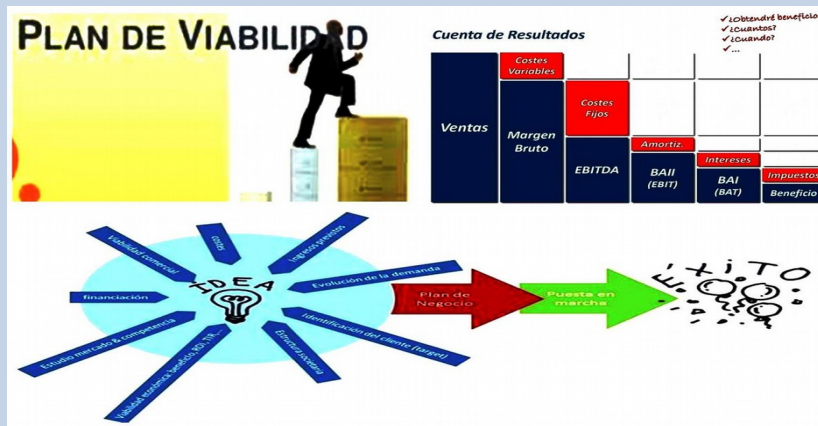 PLAN DE VIABILIDAD
Cuenta de Resultados
✓ ¿Obtendré beneficio
✓ ¿Cuantos?
✓ ¿Cuando?
✓ ...
Ventas
Costes
Variables
Margen
Bruto
Costes
Fijos
EBITDA
Amortiz.
BAII
(EBIT)
Intereses
BAI
(BAT)
Impuestos
Beneficio
Viabilidad comercial
costes
Ingresos previstos
financiación
IDEA
Evolución de la demanda
Estudio mercado & competencia
Viabilidad económica: beneficio, ROI, TIR, ...
Estructura societaria
Identificación del cliente (target)
Plan de
Negocio
Puesta en
marcha
EXITO